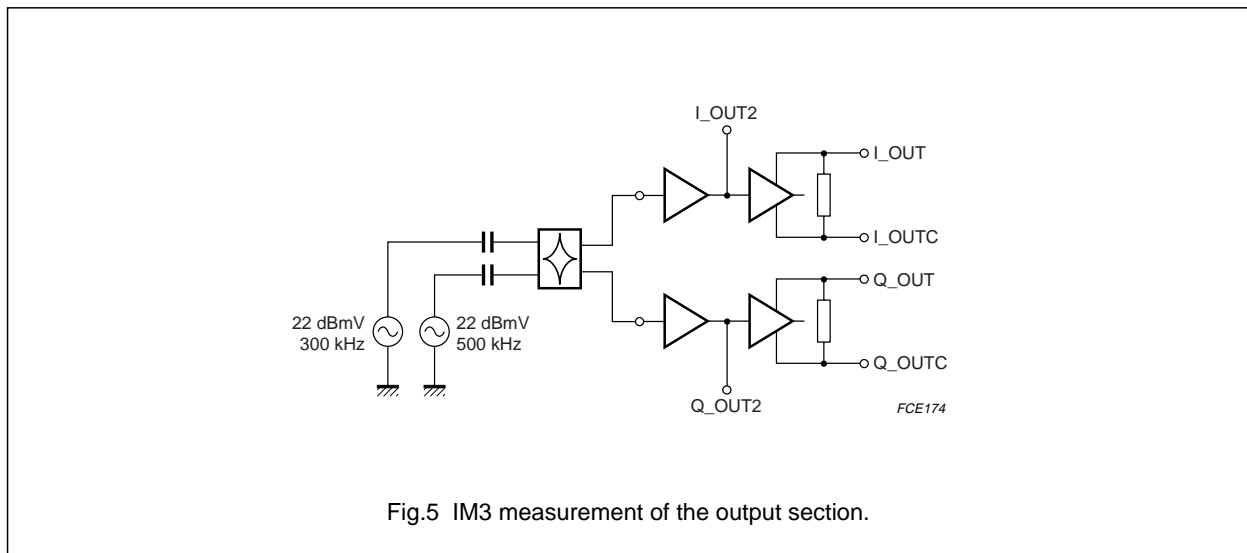 I_OUT2
I_OUT
I_OUTC
Q_OUT
22 dBmV
300 kHz
22 dBmV
500 kHz
Q_OUTC
Q_OUT2
FCE174
Fig.5 IM3 measurement of the output section.